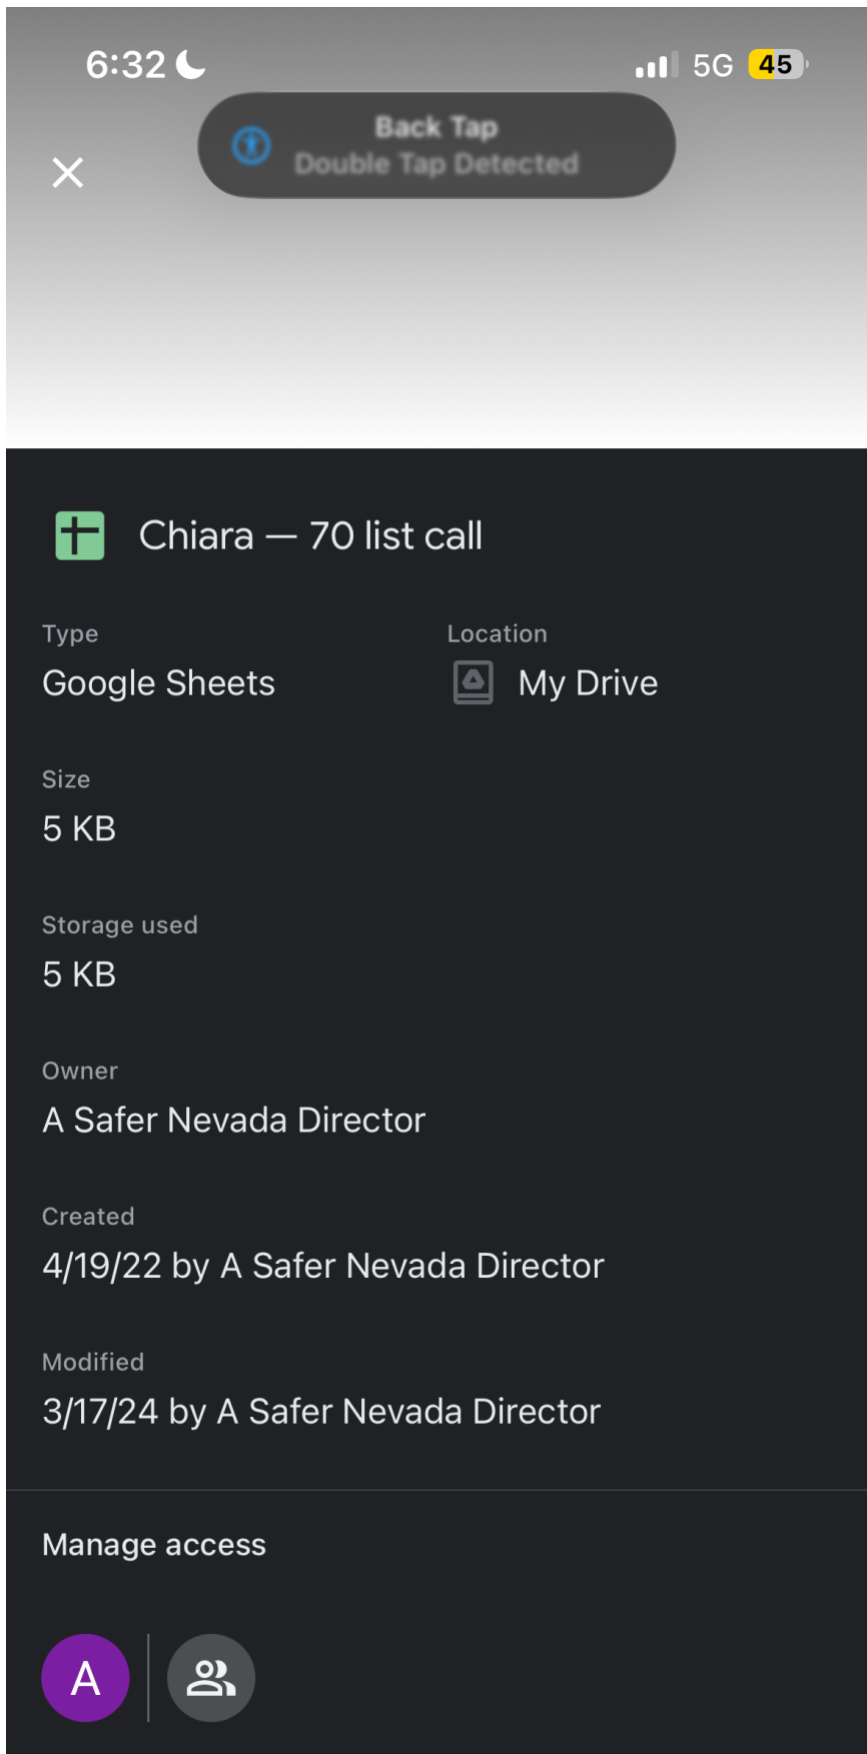 6:32
5G 45
Back Tap
Double Tap Detected
Chiara — 70 list call
Type
Location
Google Sheets
My Drive
Size
5 KB
Storage used
5 KB
Owner
A Safer Nevada Director
Created
4/19/22 by A Safer Nevada Director
Modified
3/17/24 by A Safer Nevada Director
Manage access
A